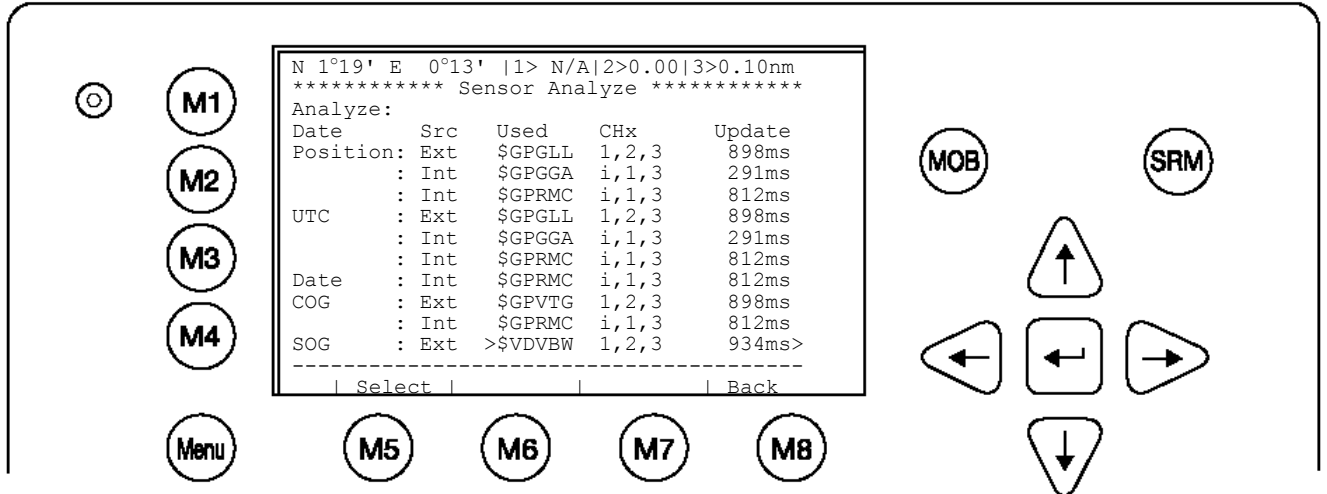 N 1°19' E  0°13' |1> N/A|2>0.00|3>0.10nm
************ Sensor Analyze ************
Analyze:
Date Src Used CHx Update
Position: Ext $GPGLL 1,2,3 898ms
: Int $GPGGA i,1,3 291ms
: Int $GPRMC i,1,3 812ms
UTC : Ext $GPGLL 1,2,3 898ms
: Int $GPGGA i,1,3 291ms
: Int $GPRMC i,1,3 812ms
Date : Int $GPRMC i,1,3 812ms
COG : Ext $GPVTG 1,2,3 898ms
: Int $GPRMC i,1,3 812ms
SOG : Ext >$VDVBW 1,2,3 934ms>
----------------------------------------
| Select | | | Back
M1
M2
M3
M4
MOB
SRM
Menu
M5
M6
M7
M8